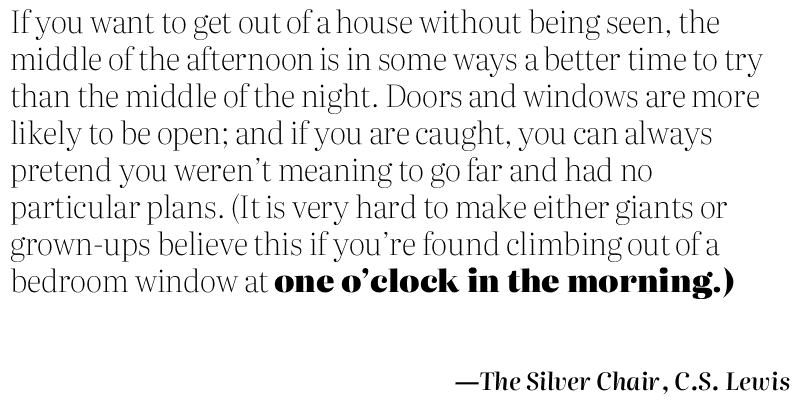 If you want to get out of a house without being seen, the
middle of the afternoon is in some ways a better time to try
than the middle of the night. Doors and windows are more
likely to be open; and if you are caught, you can always
pretend you weren’t meaning to go far and had no
particular plans. (It is very hard to make either giants or
grown-ups believe this if you’re found climbing out of a
bedroom window at one o’clock in the morning.)
—The Silver Chair, C.S. Lewis